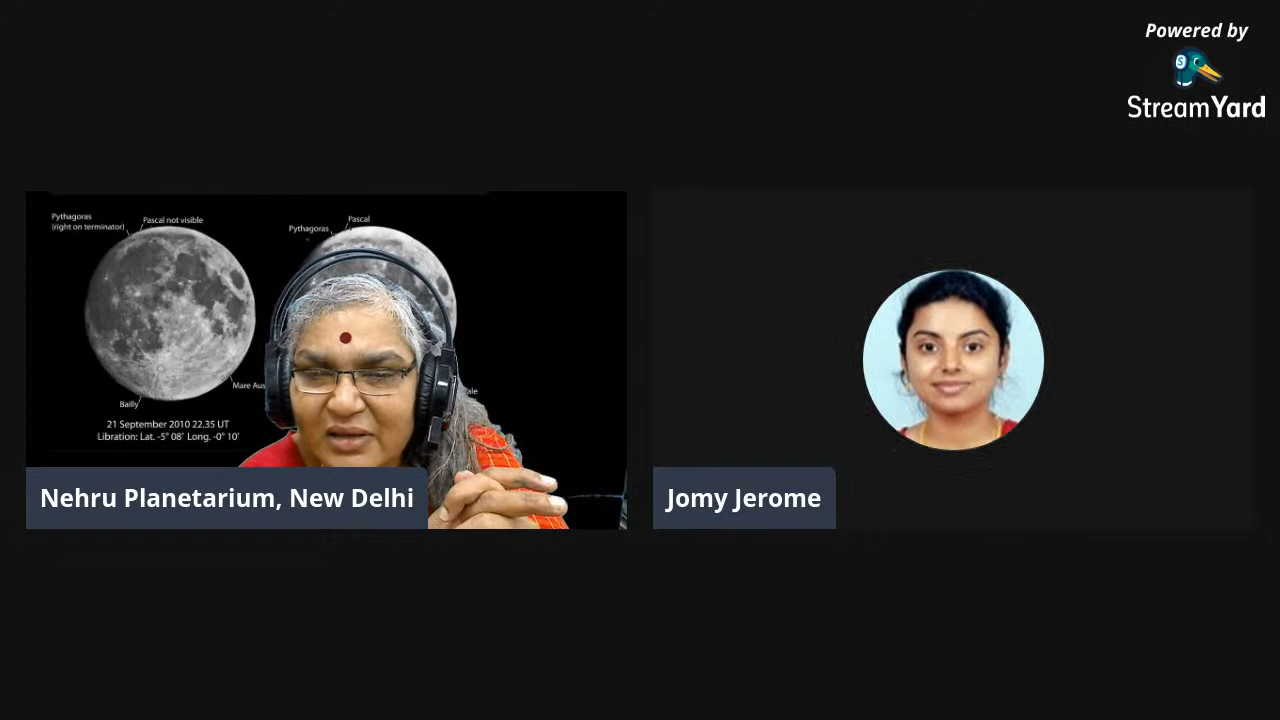 Powered by
StreamYard
Pythagoras
(right on terminator)
Pascal not visible
Pascal
Pythagoras
Mare Aus
Bailly
21 September 2010 22.35 UT
Libration: Lat. -5° 08' Long. -0° 10'
Nehru Planetarium, New Delhi
Jomy Jerome